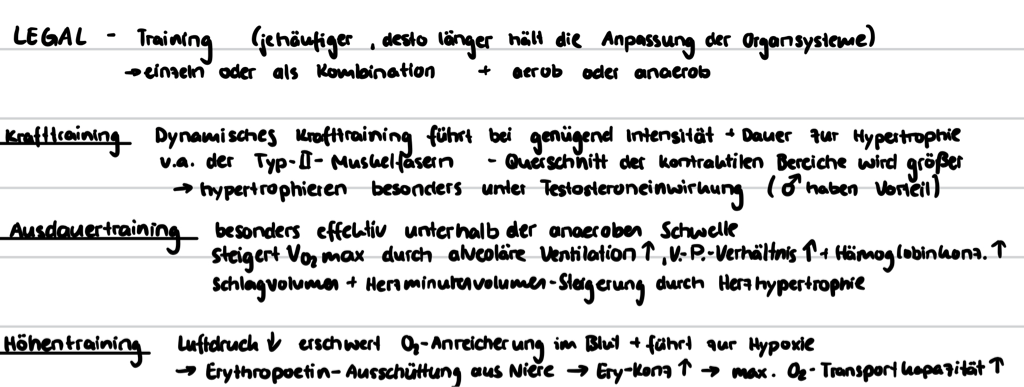 LEGAL - Training (jehäufiger, desto länger hält die Anpassung der Organsysteme)
→ einzeln oder als Kombination + aerob oder anaerob
Krafttraining Dynamisches Krafttraining führt bei genügend Intensität + Dauer zur Hypertrophie
v.a. der Typ-II-Muskelfasern - Querschnitt der kontraktilen Bereiche wird größer
→ hypertrophieren besonders unter Testosteroneinwirkung (♂ haben Vorteil)
Ausdauertraining besonders effektiv unterhalb der anaeroben Schwelle
steigert VO₂ max durch alveoläre Ventilation ↑, V.-P.-Verhältnis ↑ + Hämoglobinkonz. ↑
Schlagvolumen + Herzminutenvolumen-Steigerung durch Herzhypertrophie
Höhentraining Luftdruck ↓ erschwert O₂-Anreicherung im Blut + führt zur Hypoxie
→ Erythropoetin-Ausschüttung aus Niere → Ery-Konz ↑ → max. O₂-Transportkapazität ↑